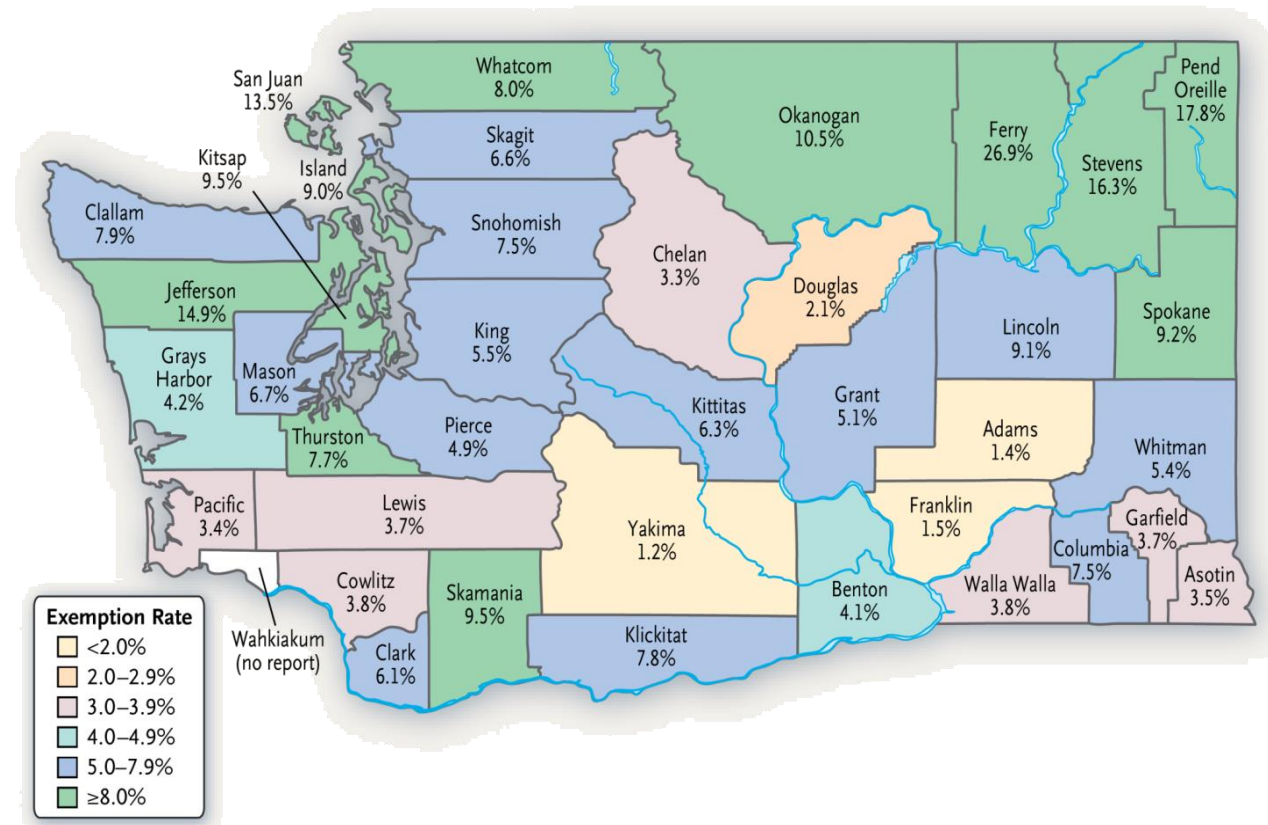 Whatcom
8.0%
San Juan
13.5%
Skagit
6.6%
Kitsap
9.5%
Island
9.0%
Okanogan
10.5%
Ferry
26.9%
Stevens
16.3%
Pend
Oreille
17.8%
Clallam
7.9%
Snohomish
7.5%
Chelan
3.3%
Douglas
2.1%
Jefferson
14.9%
King
5.5%
Lincoln
9.1%
Spokane
9.2%
Grays
Harbor
4.2%
Mason
6.7%
Kittitas
6.3%
Grant
5.1%
Thurston
7.7%
Pierce
4.9%
Adams
1.4%
Whitman
5.4%
Pacific
3.4%
Lewis
3.7%
Yakima
1.2%
Franklin
1.5%
Garfield
3.7%
Columbia
7.5%
Cowlitz
3.8%
Skamania
9.5%
Benton
4.1%
Walla Walla
3.8%
Asotin
3.5%
Wahkiakum
(no report)
Clark
6.1%
Klickitat
7.8%
Exemption Rate
<2.0%
2.0–2.9%
3.0–3.9%
4.0–4.9%
5.0–7.9%
≥8.0%